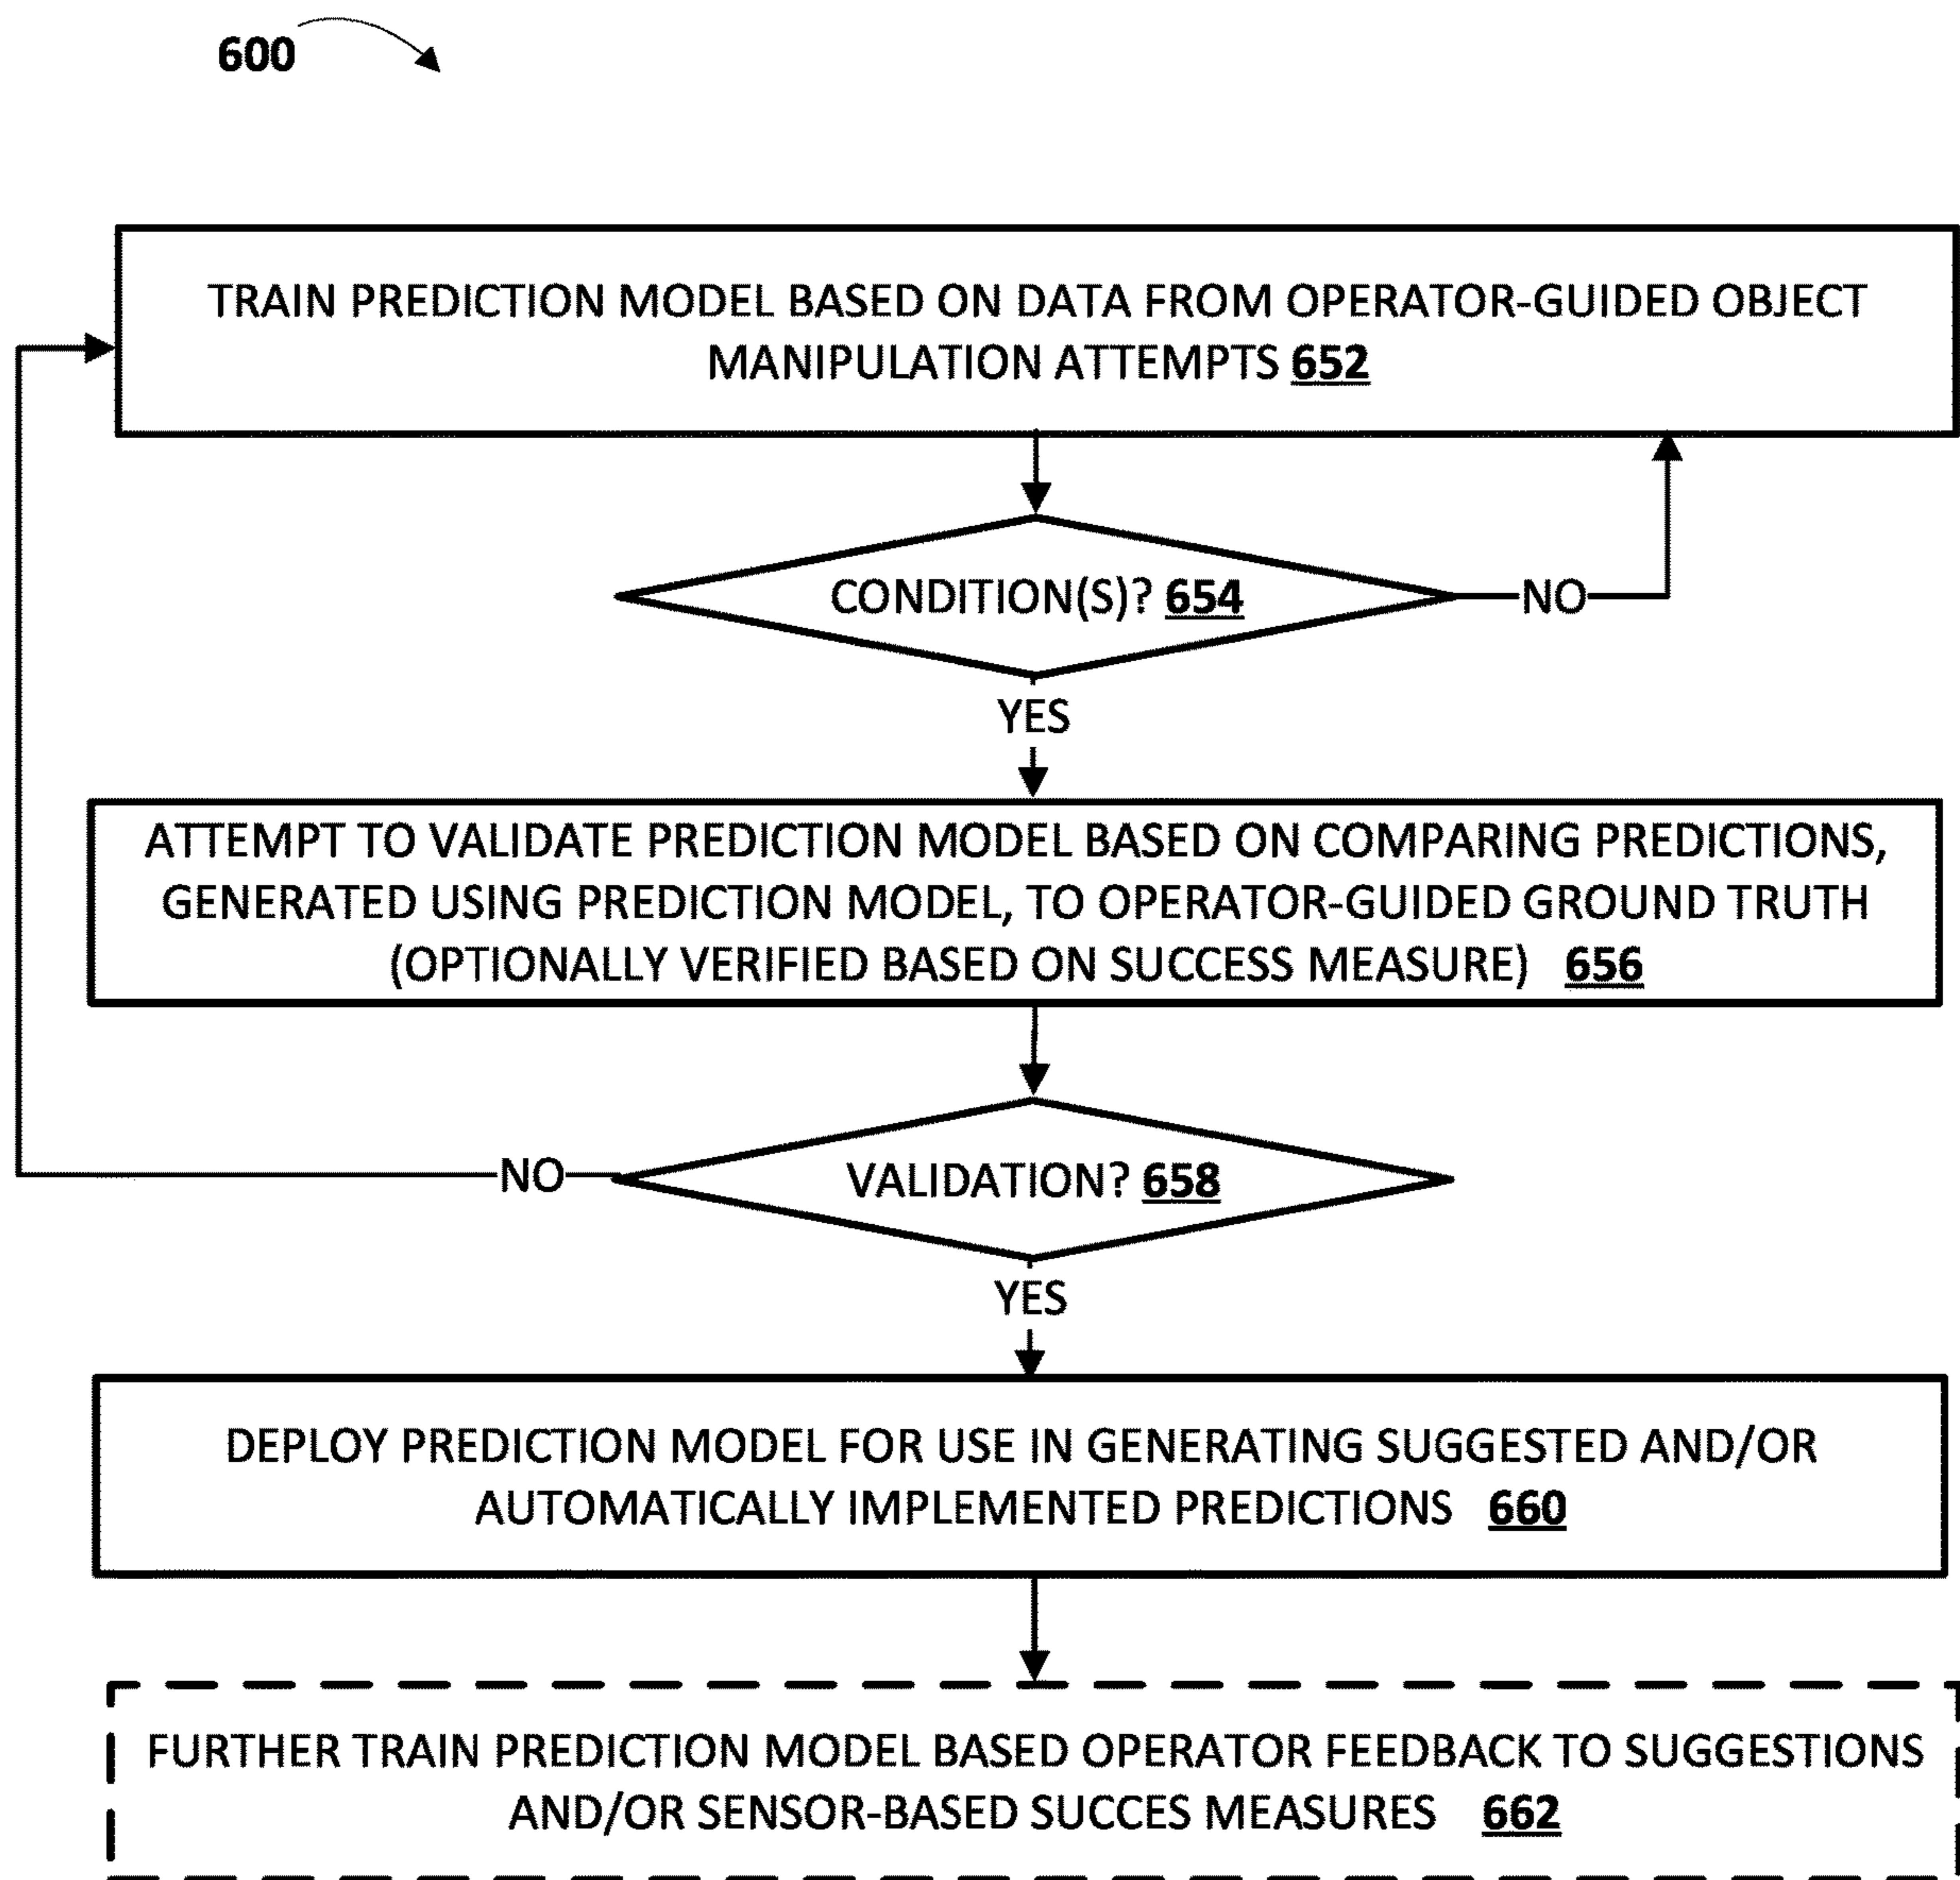 600
TRAIN PREDICTION MODEL BASED ON DATA FROM OPERATOR-GUIDED OBJECT
MANIPULATION ATTEMPTS 652
CONDITION(S)? 654
NO
YES
ATTEMPT TO VALIDATE PREDICTION MODEL BASED ON COMPARING PREDICTIONS,
GENERATED USING PREDICTION MODEL, TO OPERATOR-GUIDED GROUND TRUTH
(OPTIONALLY VERIFIED BASED ON SUCCESS MEASURE) 656
NO
VALIDATION? 658
YES
DEPLOY PREDICTION MODEL FOR USE IN GENERATING SUGGESTED AND/OR
AUTOMATICALLY IMPLEMENTED PREDICTIONS 660
FURTHER TRAIN PREDICTION MODEL BASED OPERATOR FEEDBACK TO SUGGESTIONS
AND/OR SENSOR-BASED SUCCES MEASURES 662